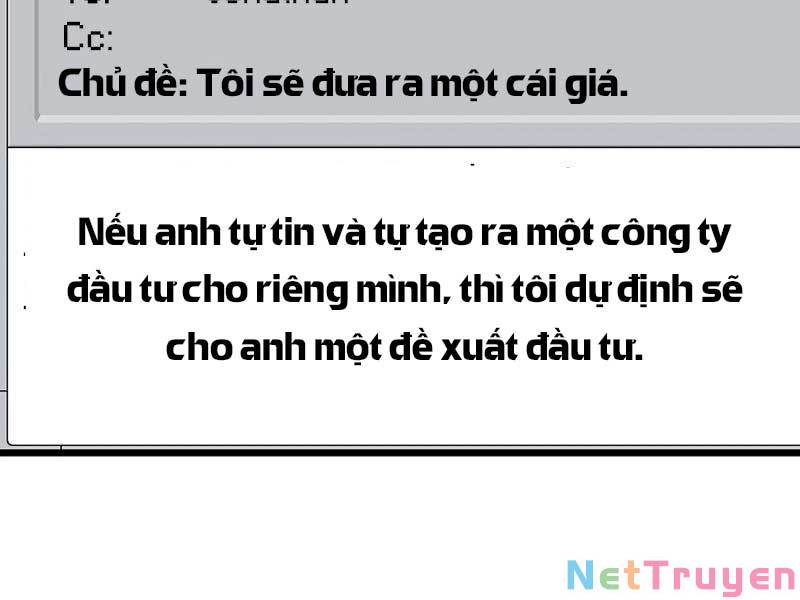 Cc:
Chủ đề: Tôi sẽ đưa ra một cái giá.
Nếu anh tự tin và tự tạo ra một công ty
đầu tư cho riêng mình, thì tôi dự định sẽ
cho anh một đề xuất đầu tư.
NetTruyen